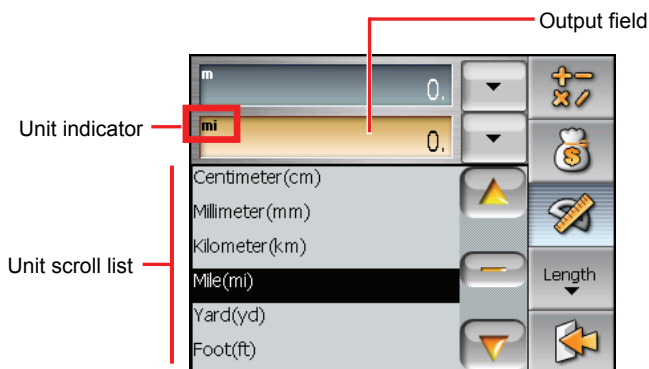 Output field
m
0.
Unit indicator
mi
0.
Centimeter(cm)
Millimeter(mm)
Kilometer(km)
Unit scroll list
Mile(mi)
Length
Yard(yd)
Foot(ft)